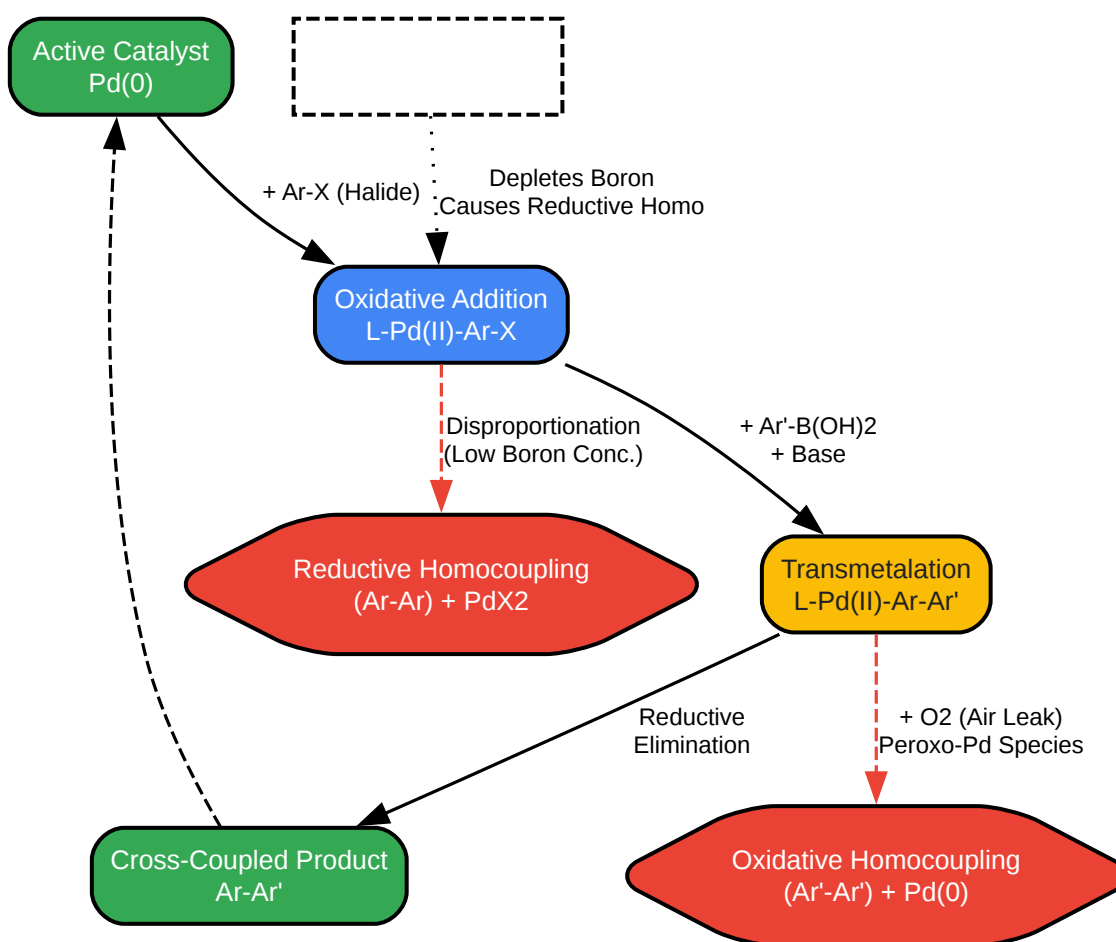 Active Catalyst
Pd(0)
+ Ar-X (Halide)
Depletes Boron
Causes Reductive Homo
Oxidative Addition
L-Pd(II)-Ar-X
Disproportionation
(Low Boron Conc.)
+ Ar'-B(OH)2
+ Base
Reductive Homocoupling
(Ar-Ar) + PdX2
Transmetalation
L-Pd(II)-Ar-Ar'
Reductive
Elimination
+ O2 (Air Leak)
Peroxo-Pd Species
Cross-Coupled Product
Ar-Ar'
Oxidative Homocoupling
(Ar'-Ar') + Pd(0)